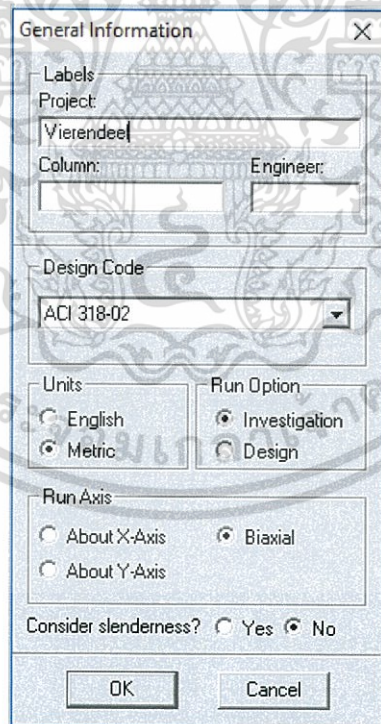 General Information
Labels
Project:
Vierendeel
Column: Engineer:
Design Code
ACI 318-02
Units Run Option
English Investigation
Metric Design
Run Axis
About X-Axis Biaxial
About Y-Axis
Consider slenderness? Yes No
OK Cancel